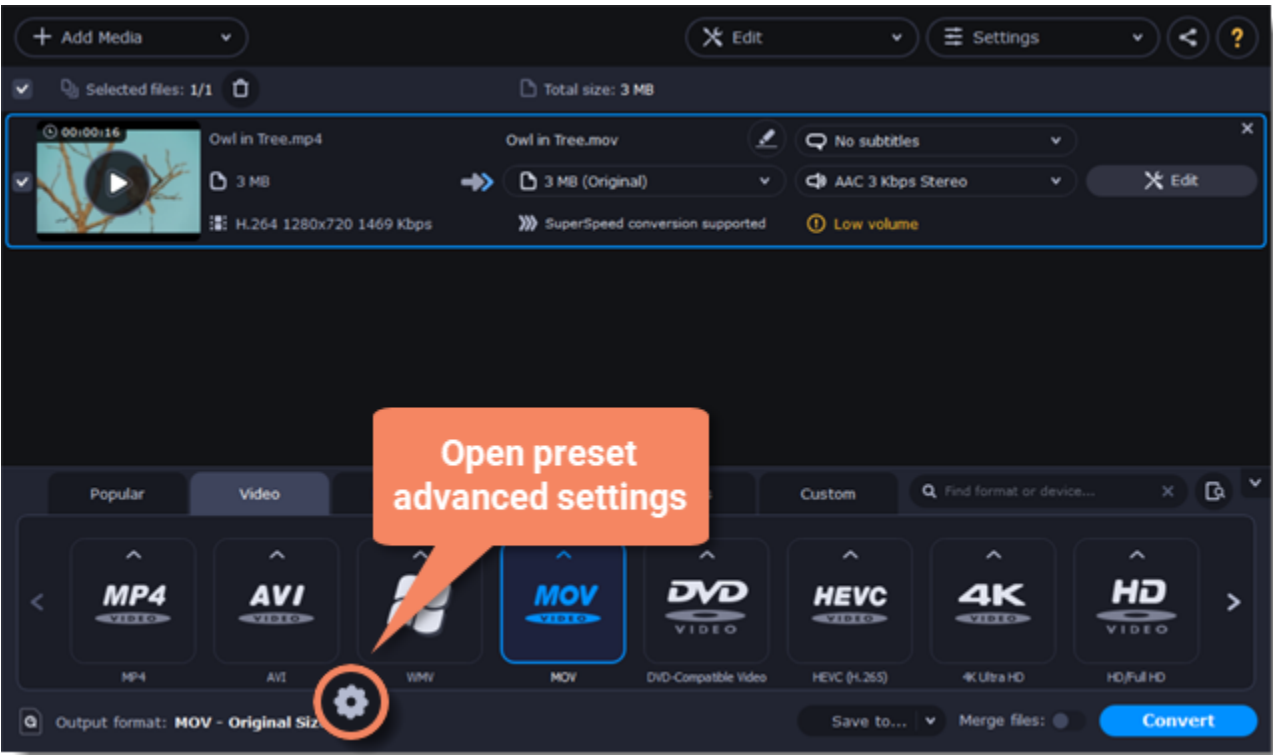 Add Media
Edit
Settings
?
Selected files: 1/1
Total size: 3 MB
00:00:16
Owl in Tree.mp4
Owl in Tree.mov
No subtitles
3 MB
3 MB (Original)
AAC 3 Kbps Stereo
Edit
H.264 1280x720 1469 Kbps
SuperSpeed conversion supported
Low volume
Open preset
advanced settings
Popular
Video
Custom
Find format or device...
MP4
VIDEO
AVI
VIDEO
MOV
VIDEO
DVD
VIDEO
HEVC
VIDEO
4K
VIDEO
HD
VIDEO
MP4
AVI
WMV
MOV
DVD-Compatible Video
HEVC (H.265)
4K Ultra HD
HD/Full HD
Output format: MOV - Original
Save to...
Merge files:
Convert